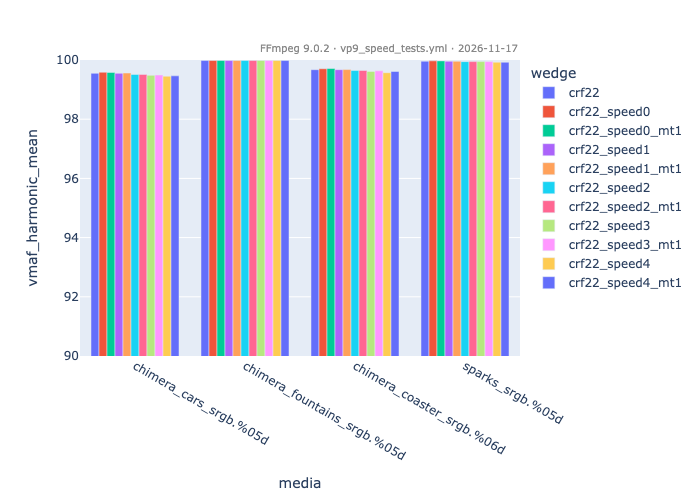 FFmpeg 9.0.2 · vp9_speed_tests.yml · 2026-11-17
100
98
96
94
92
90
vmaf_harmonic_mean
chimera_cars_srgb.%05d
chimera_fountains_srgb.%05d
chimera_coaster_srgb.%06d
sparks_srgb.%05d
media
wedge
crf22
crf22_speed0
crf22_speed0_mt1
crf22_speed1
crf22_speed1_mt1
crf22_speed2
crf22_speed2_mt1
crf22_speed3
crf22_speed3_mt1
crf22_speed4
crf22_speed4_mt1